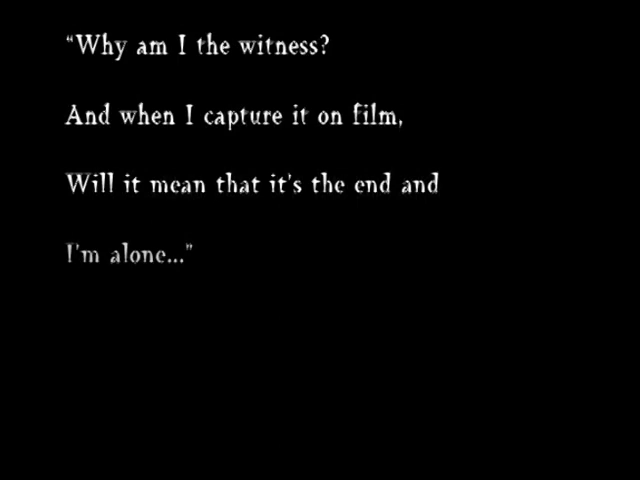 “Why am I the witness?
And when I capture it on film,
Will it mean that it's the end and
I'm alone...”